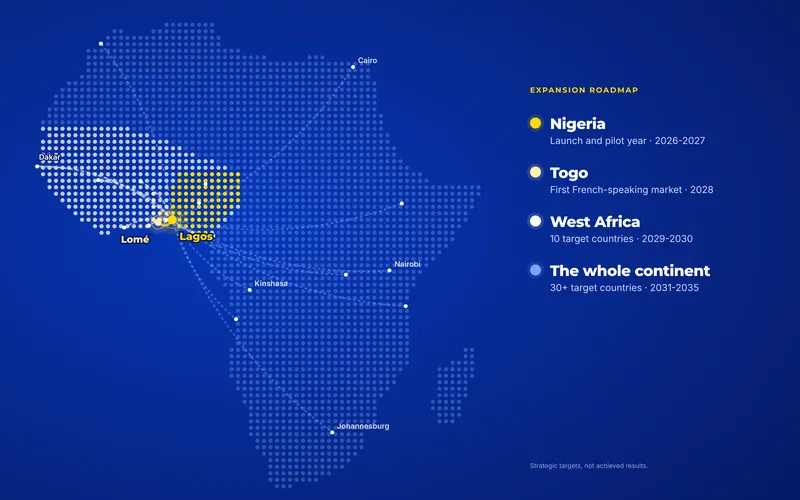 Cairo
Dakar
Lomé
Lagos
Nairobi
Kinshasa
Johannesburg
EXPANSION ROADMAP
Nigeria
Launch and pilot year · 2026-2027
Togo
First French-speaking market · 2028
West Africa
10 target countries · 2029-2030
The whole continent
30+ target countries · 2031-2035
Strategic targets, not achieved results.